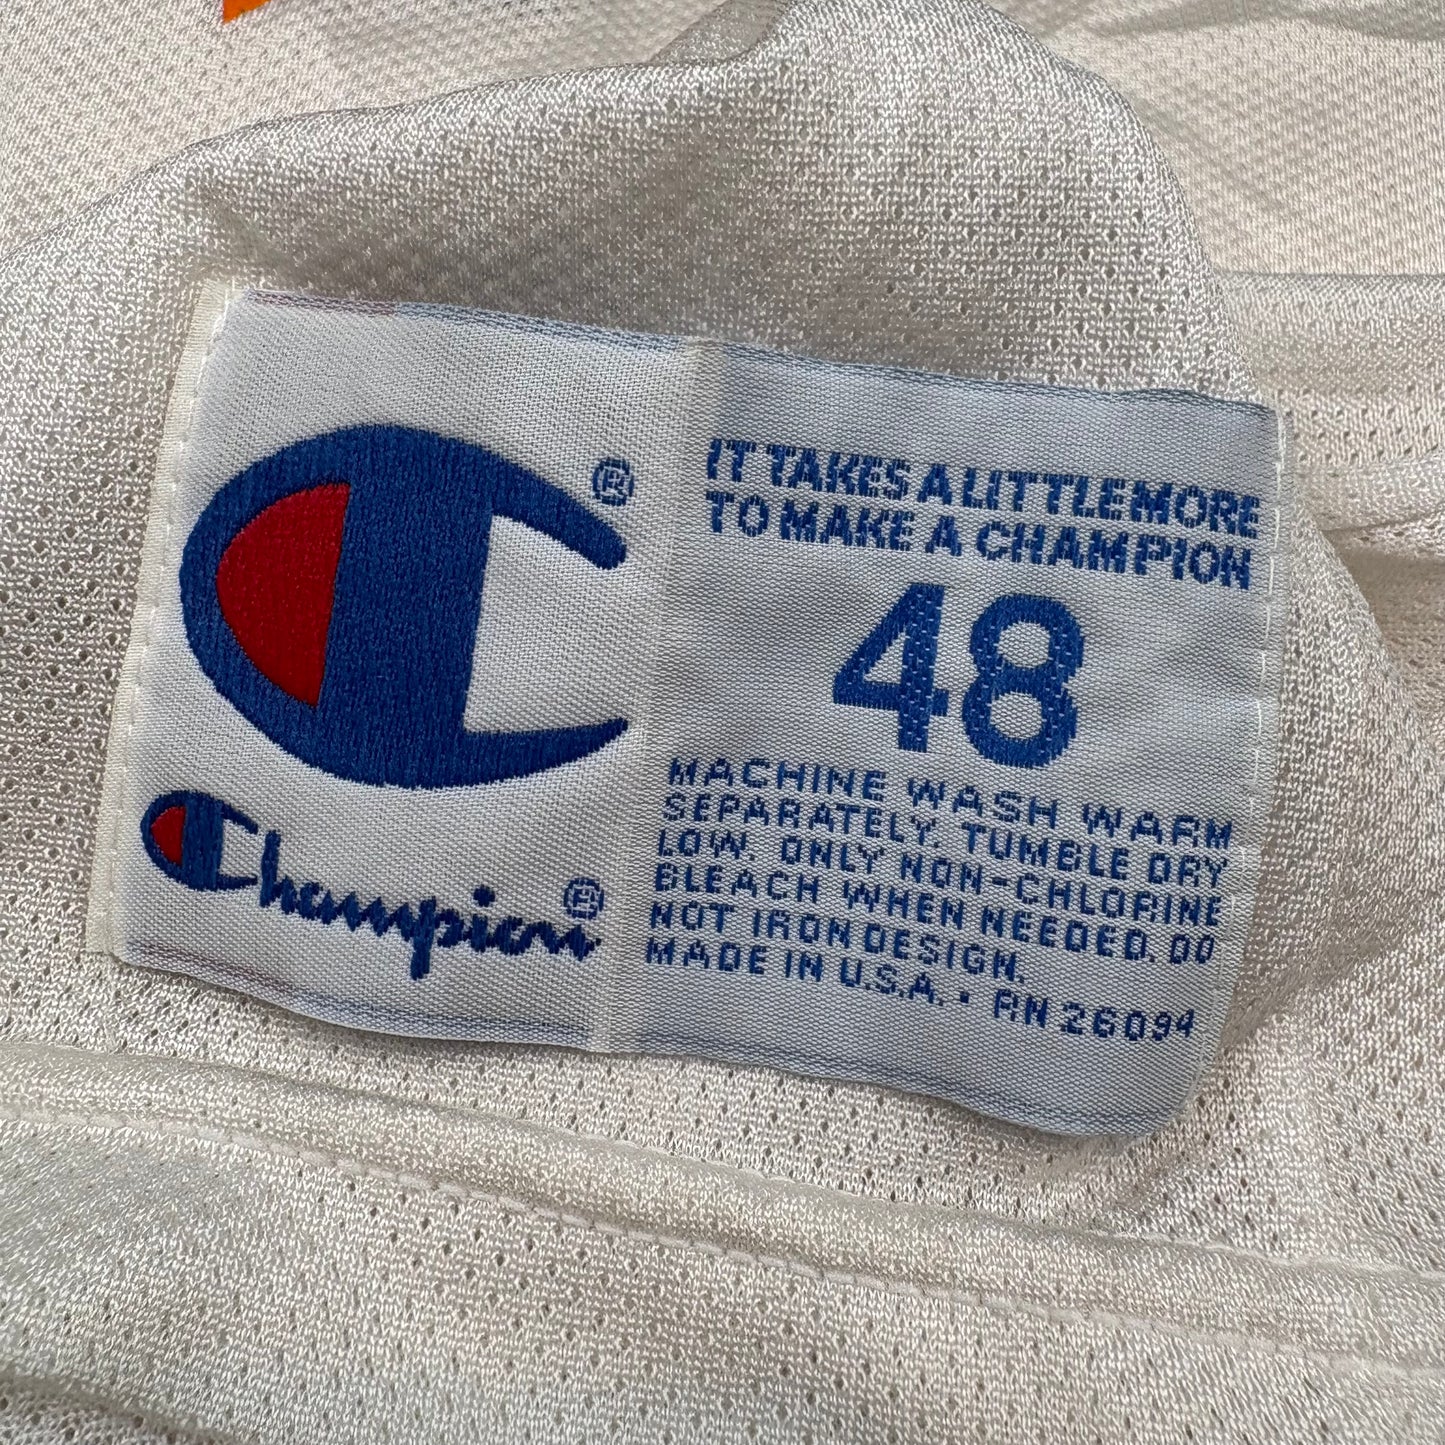 ®
Champion®
IT TAKES A LITTLE MORE
TO MAKE A CHAMPION
48
MACHINE WASH WARM
SEPARATELY. TUMBLE DRY
LOW. ONLY NON-CHLORINE
BLEACH WHEN NEEDED. DO
NOT IRON DESIGN.
MADE IN U.S.A. · RN 26094